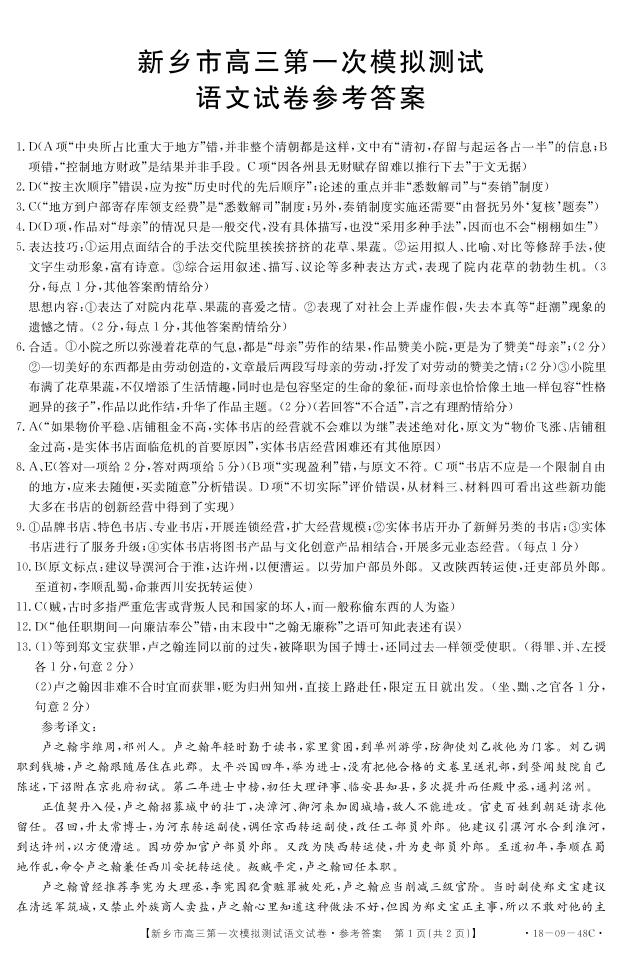 新乡市高三第一次模拟测试
语文试卷参考答案
1. D(A项“中央所占比重大于地方”错,并非整个清朝都是这样,文中有“清初,存留与起运各占一半”的信息;B
项错,“控制地方财政”是结果并非手段。C项“因各州县无财赋存留难以推行下去”于文无据)
2. D(“按主次顺序”错误,应为按“历史时代的先后顺序”;论述的重点并非“悉数解司”与“奏销”制度)
3. C(“地方到户部寄存库领支经费”是“悉数解司”制度;另外,奏销制度实施还需要“由督抚另外‘复核’题奏”)
4. D(D项,作品对“母亲”的情况只是一般交代,没有具体描写,也没“采用多种手法”,因而也不会“栩栩如生”)
5. 表达技巧:①运用点面结合的手法交代院里挨挨挤挤的花草、果蔬。②运用拟人、比喻、对比等修辞手法,使
文字生动形象,富有诗意。③综合运用叙述、描写、议论等多种表达方式,表现了院内花草的勃勃生机。(3
分,每点1分,其他答案酌情给分)
思想内容:①表达了对院内花草、果蔬的喜爱之情。②表现了对社会上弄虚作假,失去本真等“赶潮”现象的
遗憾之情。(2分,每点1分,其他答案酌情给分)
6. 合适。①小院之所以弥漫着花草的气息,都是“母亲”劳作的结果,作品赞美小院,更是为了赞美“母亲”;(2分)
②一切美好的东西都是由劳动创造的,文章最后两段写母亲的劳动,抒发了对劳动的赞美之情;(2分)③小院里
布满了花草果蔬,不仅增添了生活情趣,同时也是包容坚定的生命的象征,而母亲也恰恰像土地一样包容“性格
迥异的孩子”,作品以此作结,升华了作品主题。(2分)(若回答“不合适”,言之有理酌情给分)
7. A(“如果物价平稳、店铺租金不高,实体书店的经营就不会难以为继”表述绝对化,原文为“物价飞涨、店铺租
金过高,是实体书店面临危机的首要原因”,实体书店经营困难还有其他原因)
8. A、E(答对一项给2分,答对两项给5分)(B项“实现盈利”错,与原文不符。C项“书店不应是一个限制自由
的地方,应来去随便,买卖随意”分析错误。D项“不切实际”评价错误,从材料三、材料四可看出这些新功能
大多在书店的创新经营中得到了实现)
9. ①品牌书店、特色书店、专业书店,开展连锁经营,扩大经营规模;②实体书店开办了新鲜另类的书店;③实体
书店进行了服务升级;④实体书店将图书产品与文化创意产品相结合,开展多元业态经营。(每点1分)
10. B(原文标点:建议导潩河合于淮,达许州,以便漕运。以劳加户部员外郎。又改陕西转运使,迁吏部员外郎。
至道初,李顺乱蜀,命兼西川安抚转运使)
11. C(贼,古时多指严重危害或背叛人民和国家的坏人,而一般称偷东西的人为盗)
12. D(“他任职期间一向廉洁奉公”错,由末段中“之翰无廉称”之语可知此表述有误)
13. (1)等到郑文宝获罪,卢之翰连同以前的过失,被降职为国子博士,还同过去一样领受使职。(得罪、并、左授
各1分,句意2分)
(2)卢之翰因非难不合时宜而获罪,贬为归州知州,直接上路赴任,限定五日就出发。(坐、黜、之官各1分,
句意2分)
参考译文:
卢之翰字维周,祁州人。卢之翰年轻时勤于读书,家里贫困,到单州游学,防御使刘乙收他为门客。刘乙调
职到钱塘,卢之翰跟随居住在此郡。太平兴国四年,举为进士,没有把他合格的文卷呈送礼部,到登闻鼓院自己
陈述,下诏附在京兆府初试。第二年进士中榜,初任大理评事、临安县知县,多次提升而任殿中丞,通判洺州。
正值契丹入侵,卢之翰招募城中的壮丁,决漳河、御河来加固城墙,敌人不能进攻。官吏百姓到朝廷请求他
留任。召回,升太常博士,为河东转运副使,调任京西转运副使,改任工部员外郎。他建议引潩河水合到淮河,
到达许州,以方便漕运。因功劳加官户部员外郎。又改为陕西转运使,升为吏部员外郎。至道初年,李顺在蜀
地作乱,命令卢之翰兼任西川安抚转运使。叛贼平定,卢之翰回任本职。
卢之翰曾经推荐李宪为大理丞,李宪因犯贪赃罪被处死,卢之翰应当削减三级官阶。当时副使郑文宝建议
在清远军筑城,又禁止外族商人卖盐,卢之翰心里知道这种做法不好,但因为郑文宝正主事,所以不敢对他的主
【新乡市高三第一次模拟测试语文试卷·参考答案 第1页(共2页)】 ·18-09-48C·